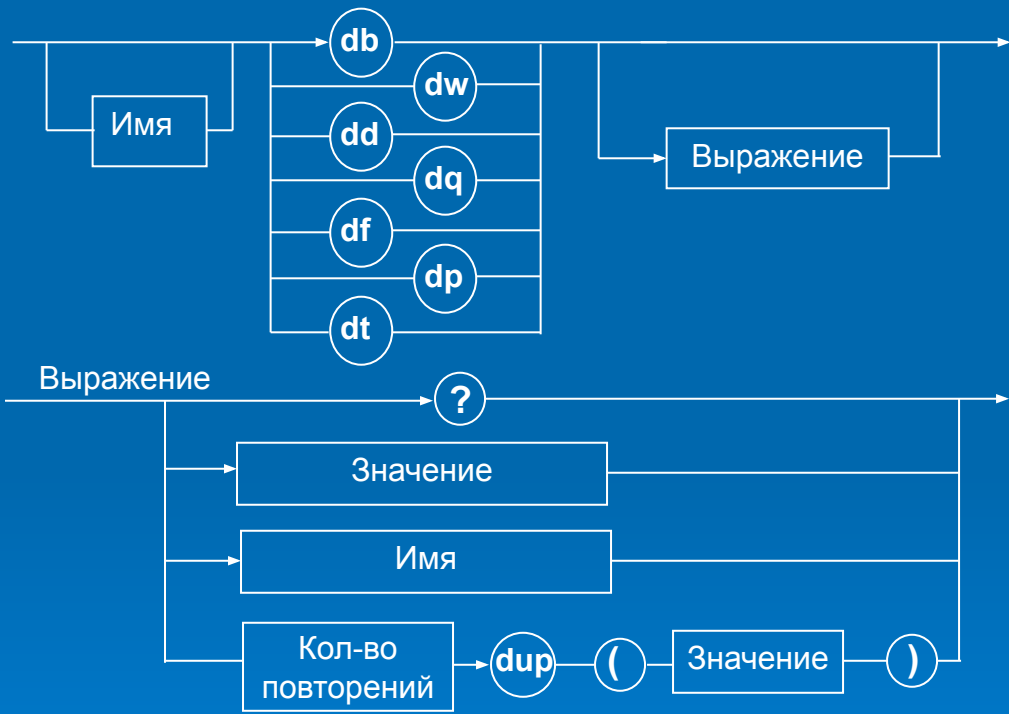 db
dw
Имя
dd
Выражение
dq
df
dp
dt
Выражение
?
Значение
Имя
Кол-во
повторений
dup
(
Значение
)